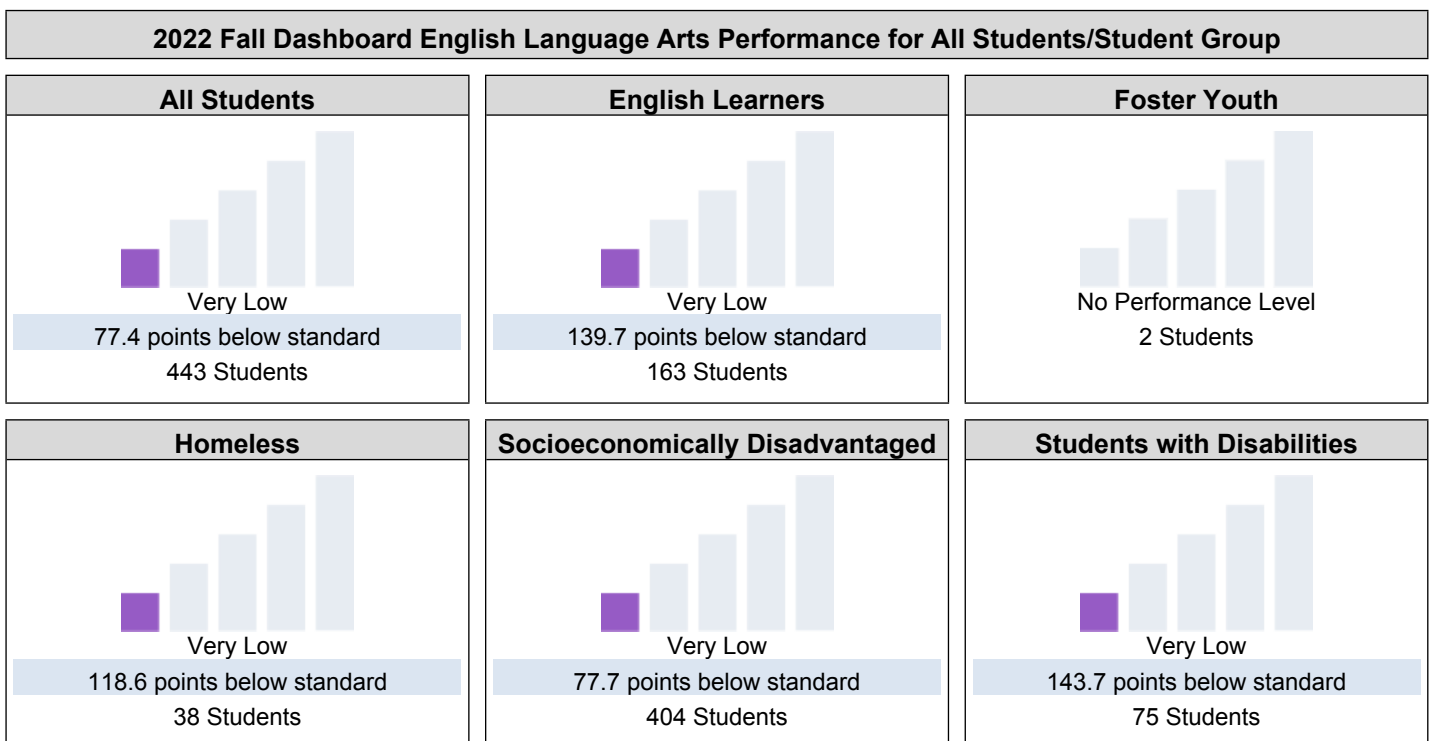 2022 Fall Dashboard English Language Arts Performance for All Students/Student Group
All Students
Very Low
77.4 points below standard
443 Students
English Learners
Very Low
139.7 points below standard
163 Students
Foster Youth
No Performance Level
2 Students
Homeless
Very Low
118.6 points below standard
38 Students
Socioeconomically Disadvantaged
Very Low
77.7 points below standard
404 Students
Students with Disabilities
Very Low
143.7 points below standard
75 Students